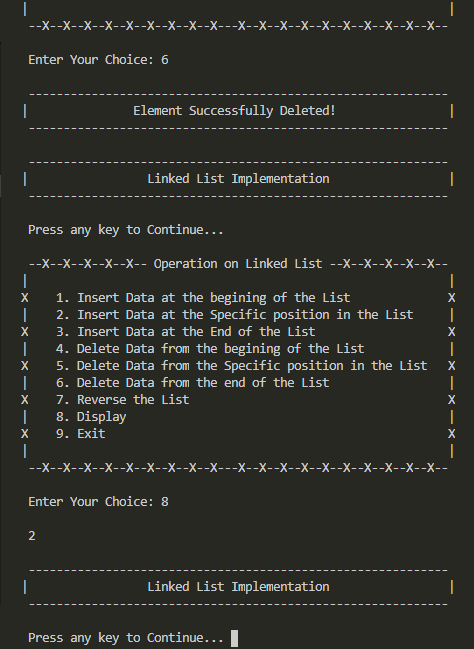 |                                                            |
--X--X--X--X--X--X--X--X--X---X--X--X--X--X--X--X--X--X--X--
Enter Your Choice: 6
------------------------------------------------------------
|               Element Successfully Deleted!                |
------------------------------------------------------------
------------------------------------------------------------
|                 Linked List Implementation                 |
------------------------------------------------------------
Press any key to Continue...
--X--X--X--X--X-- Operation on Linked List --X--X--X--X--X--
|                                                            |
X    1. Insert Data at the begining of the List              X
|    2. Insert Data at the Specific position in the List     |
X    3. Insert Data at the End of the List                   X
|    4. Delete Data from the begining of the List            |
X    5. Delete Data from the Specific position in the List   X
|    6. Delete Data from the end of the List                 |
X    7. Reverse the List                                     X
|    8. Display                                              |
X    9. Exit                                                 X
|                                                            |
--X--X--X--X--X--X--X--X--X---X--X--X--X--X--X--X--X--X--X--
Enter Your Choice: 8
2
------------------------------------------------------------
|                 Linked List Implementation                 |
------------------------------------------------------------
Press any key to Continue...